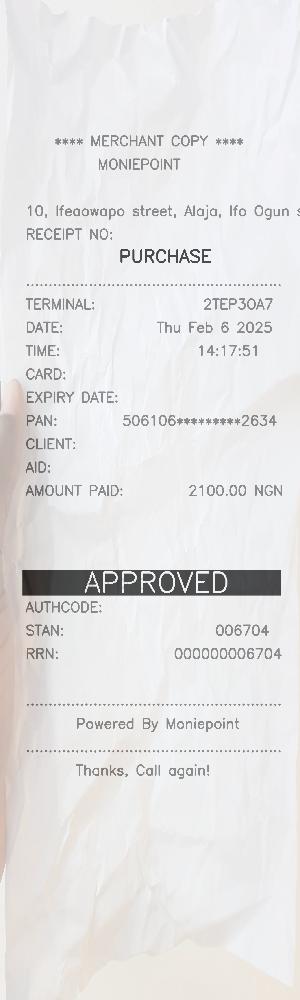 **** MERCHANT COPY ****
MONIEPOINT
10, Ifeaowapo street, Alaja, Ifo Ogun s
RECEIPT NO:
PURCHASE
TERMINAL: 2TEP30A7
DATE: Thu Feb 6 2025
TIME: 14:17:51
CARD:
EXPIRY DATE:
PAN: 506106*********2634
CLIENT:
AID:
AMOUNT PAID: 2100.00 NGN
APPROVED
AUTHCODE:
STAN: 006704
RRN: 000000006704
Powered By Moniepoint
Thanks, Call again!